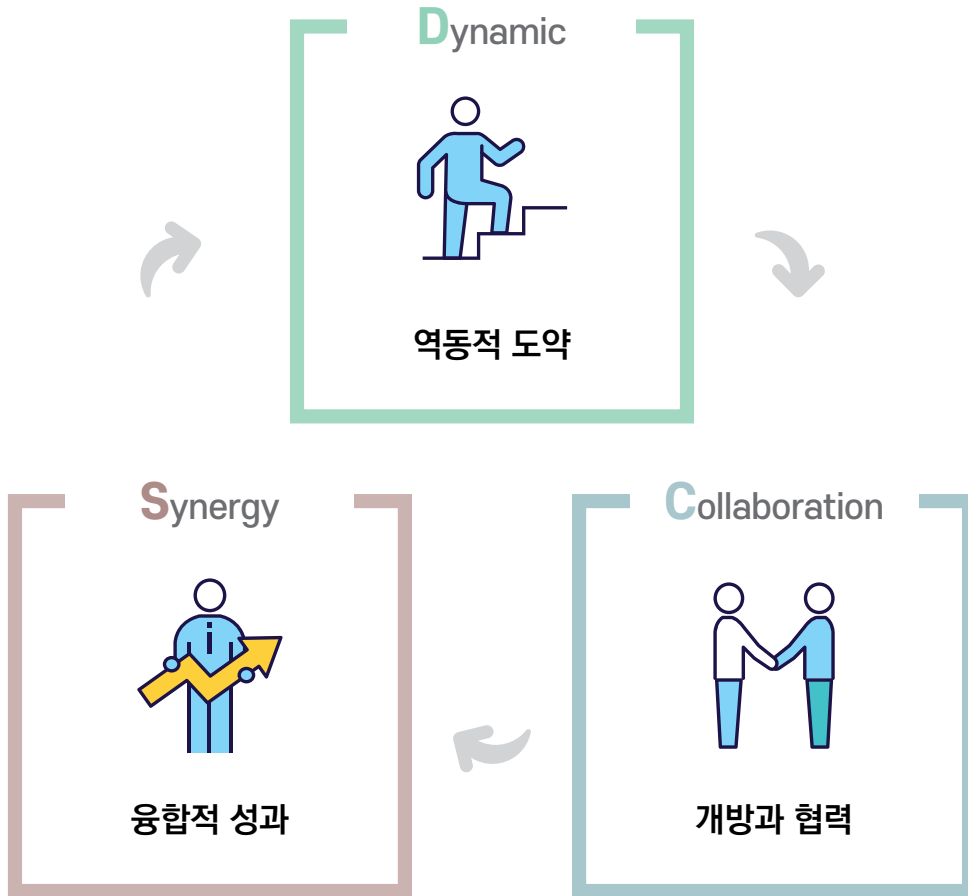 Dynamic
역동적 도약
Synergy
융합적 성과
Collaboration
개방과 협력